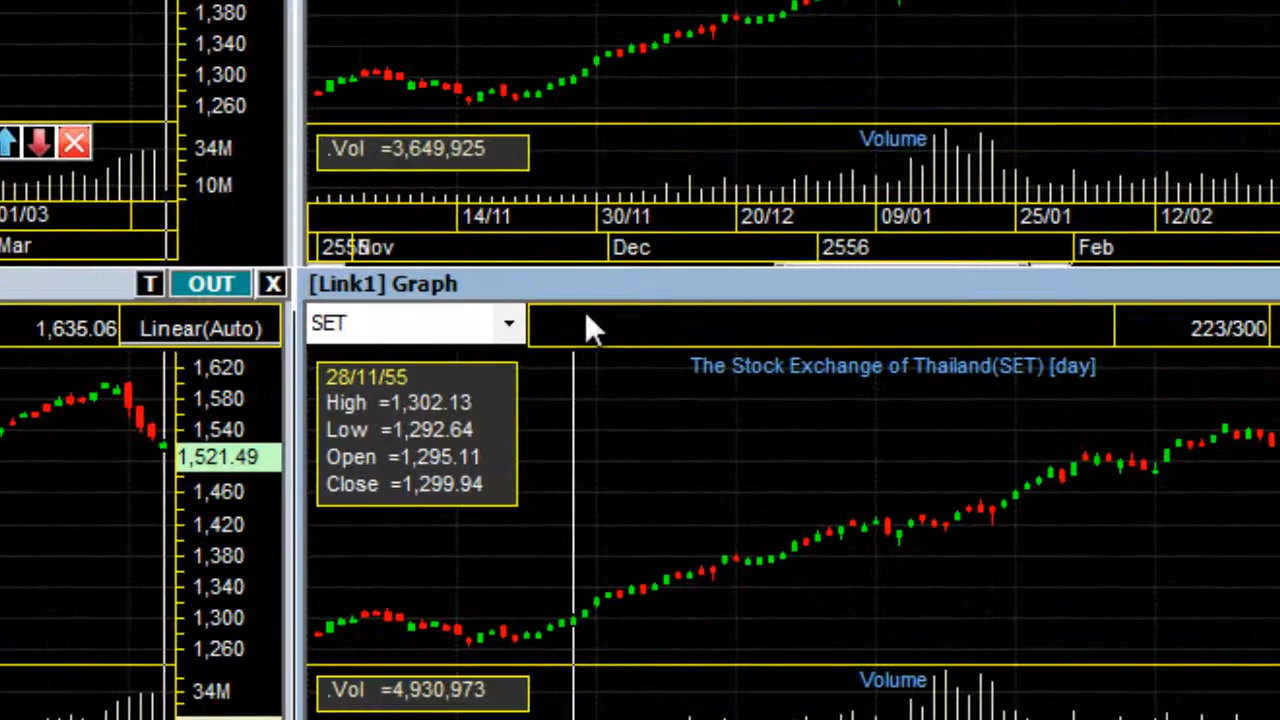 1,380
1,340
1,300
1,260
34M
10M
01/03
Mar
.Vol =3,649,925
Volume
14/11
30/11
20/12
09/01
25/01
12/02
Nov
Dec
2556
Feb
T
OUT
X
[Link1] Graph
1,635.06
Linear(Auto)
SET
223/300
The Stock Exchange of Thailand(SET) [day]
28/11/55
High =1,302.13
Low =1,292.64
Open =1,295.11
Close =1,299.94
1,620
1,580
1,540
1,521.49
1,460
1,420
1,380
1,340
1,300
1,260
34M
.Vol =4,930,973
Volume